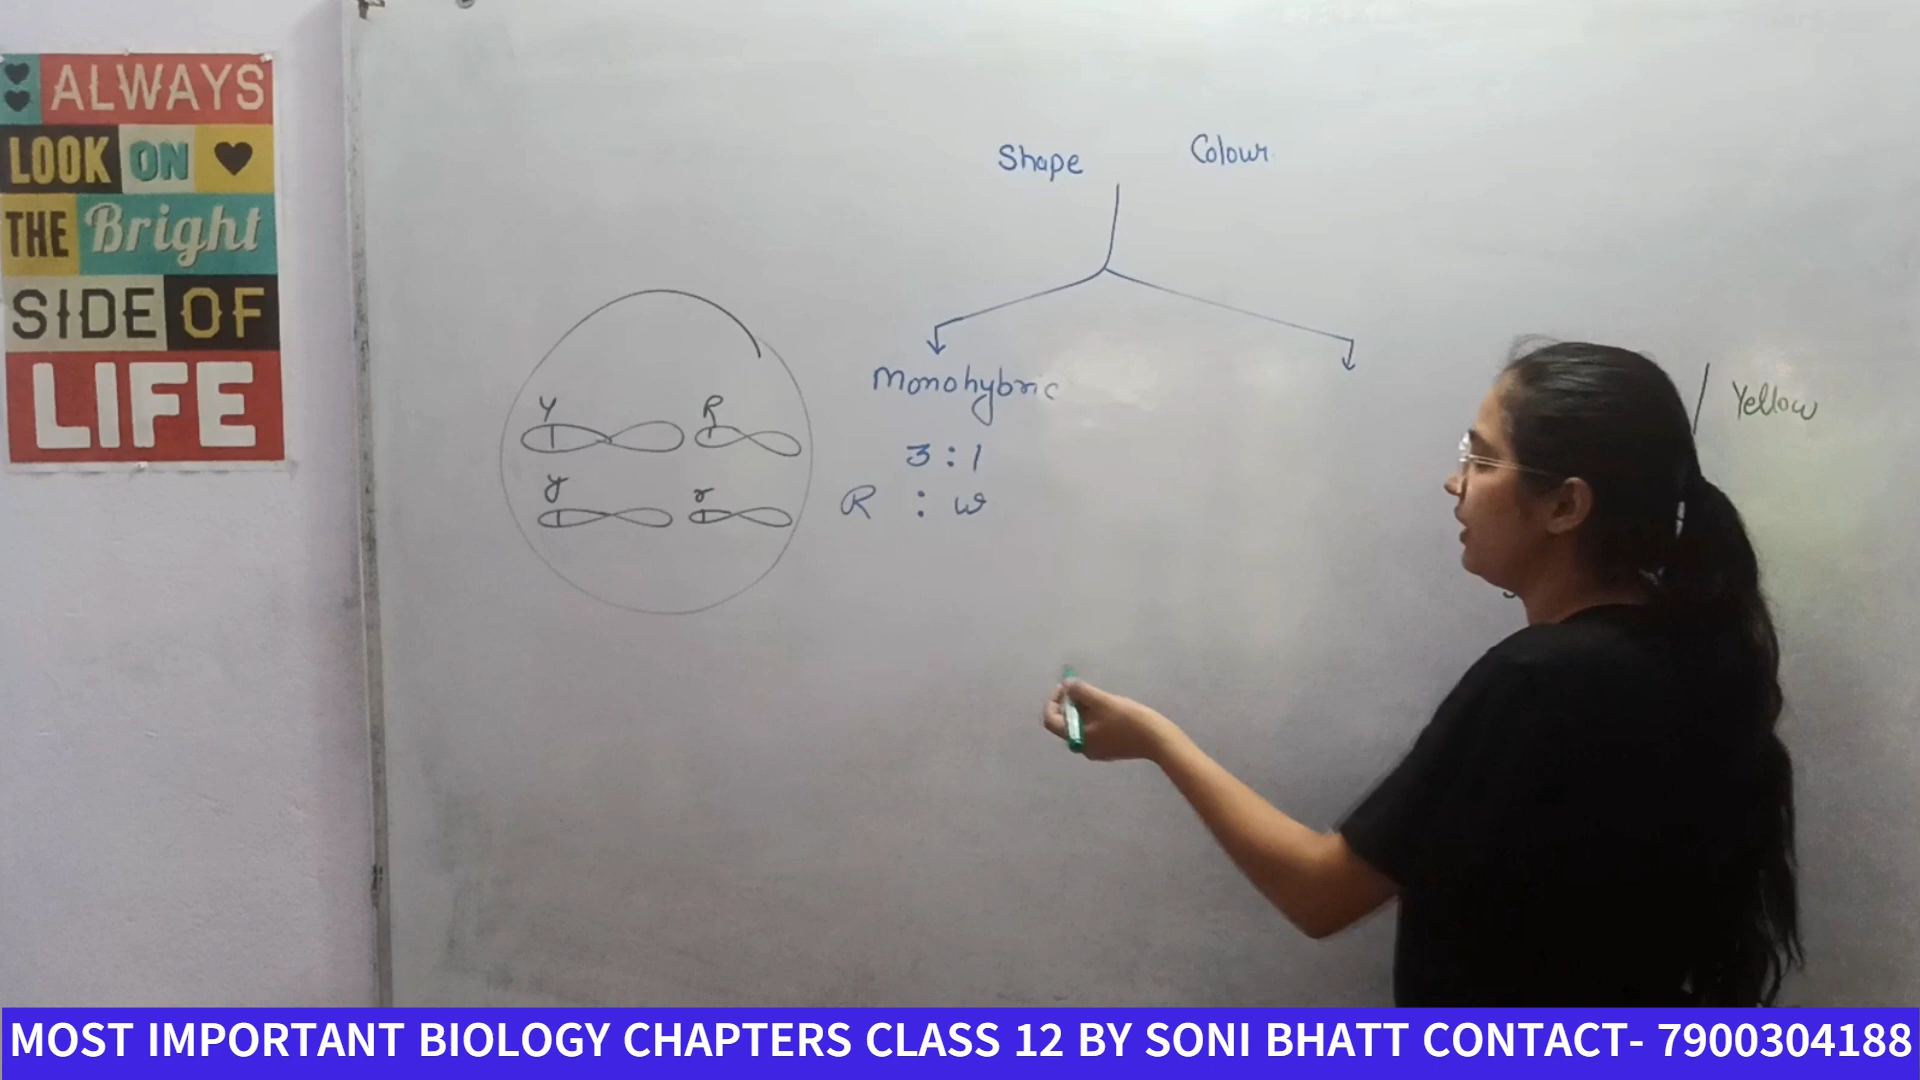 ALWAYS
LOOK ON
THE Bright
SIDE OF
LIFE
Shape Colour
Monohybric
3 : 1
R : w
Y R
y r
Yellow
MOST IMPORTANT BIOLOGY CHAPTERS CLASS 12 BY SONI BHATT CONTACT- 7900304188